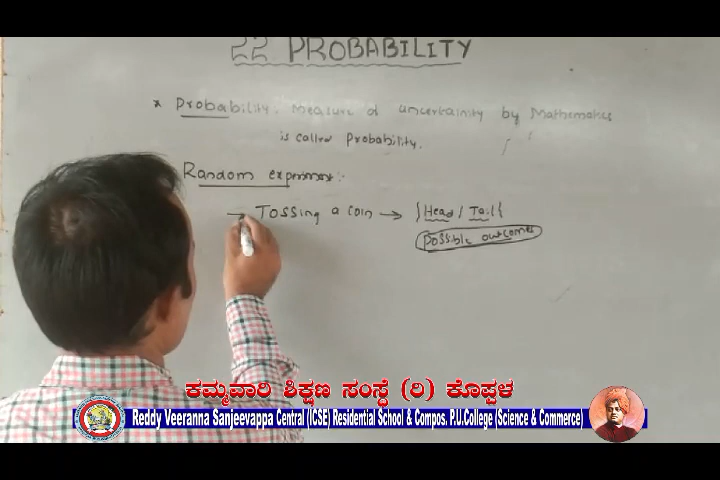 22 PROBABILITY
* Probability. Measure of uncertainity by Mathematics
is called Probability.
Random experiment:-
→ Tossing a coin → {Head / Tail}
Possible outcomes
ಕಮ್ಮವಾರಿ ಶಿಕ್ಷಣ ಸಂಸ್ಥೆ (ರಿ) ಕೊಪ್ಪಳ
Reddy Veeranna Sanjeevappa Central (ICSE) Residential School & Compos. P.U.College (Science & Commerce)